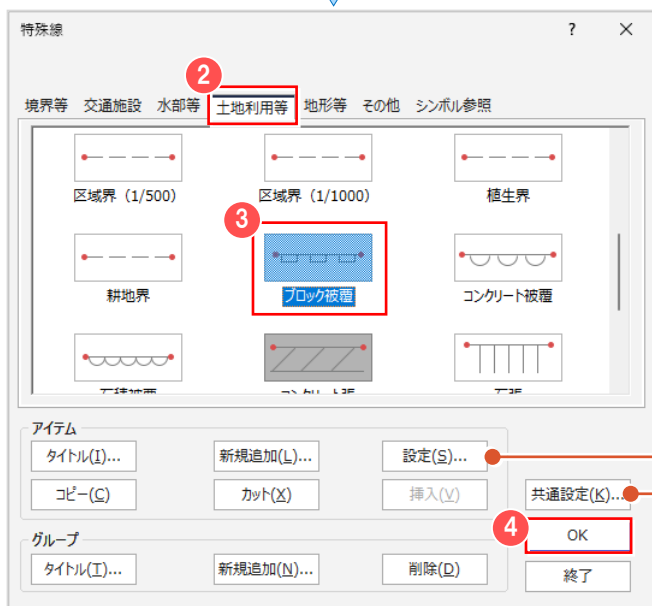 特殊線 ? ×
2
境界等 交通施設 水部等 土地利用等 地形等 その他 シンボル参照
区域界（1/500） 区域界（1/1000） 植生界
3
耕地界 ブロック被覆 コンクリート被覆
アイテム
タイトル(I)... 新規追加(L)... 設定(S)...
コピー(C) カット(X) 挿入(V) 共通設定(K)...
4 OK
グループ
タイトル(T)... 新規追加(N)... 削除(D) 終了